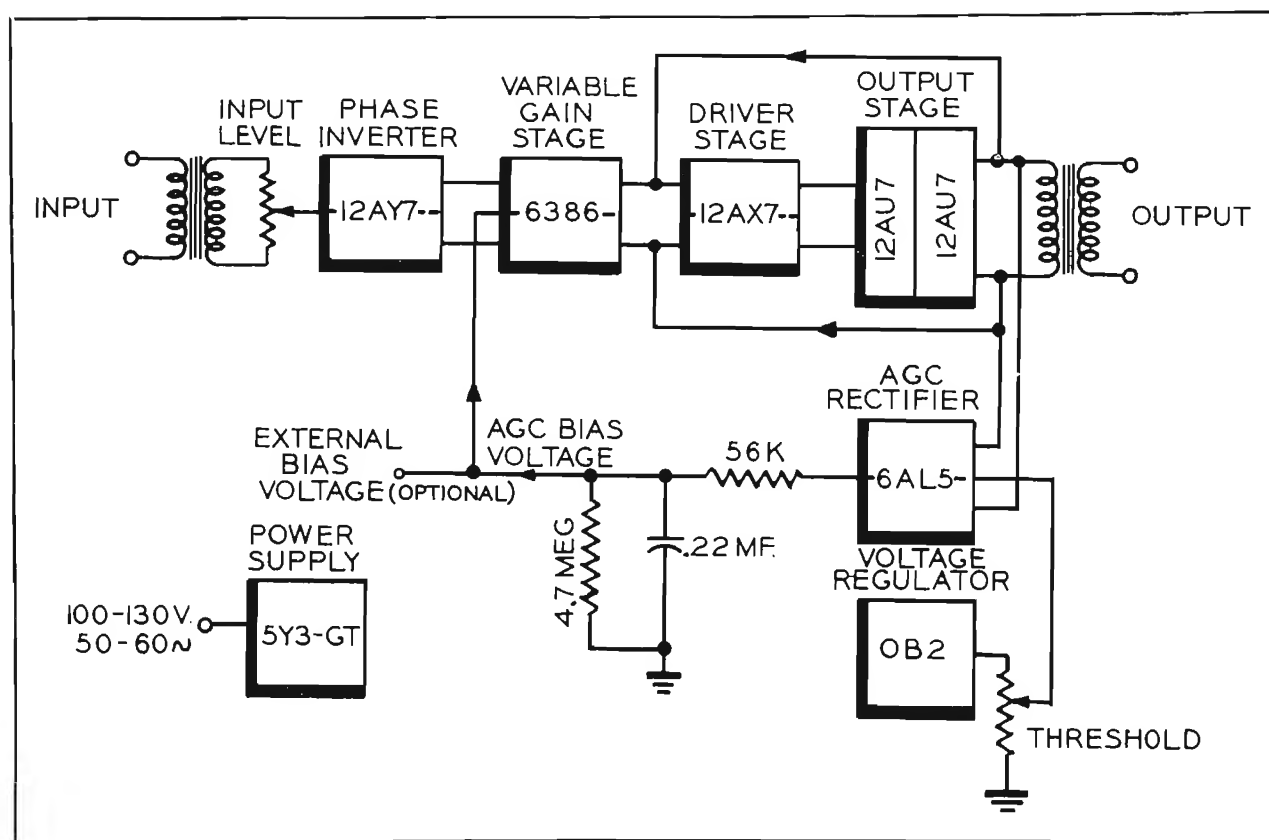 INPUT
INPUT
LEVEL
PHASE
INVERTER
12AY7
VARIABLE
GAIN
STAGE
6386
DRIVER
STAGE
12AX7
OUTPUT
STAGE
12AU7
12AU7
OUTPUT
EXTERNAL
BIAS
VOLTAGE (OPTIONAL)
AGC BIAS
VOLTAGE
56K
4.7 MEG
.22 MF.
AGC
RECTIFIER
6AL5
POWER
SUPPLY
100-130V.
50-60~
5Y3-GT
VOLTAGE
REGULATOR
OB2
THRESHOLD